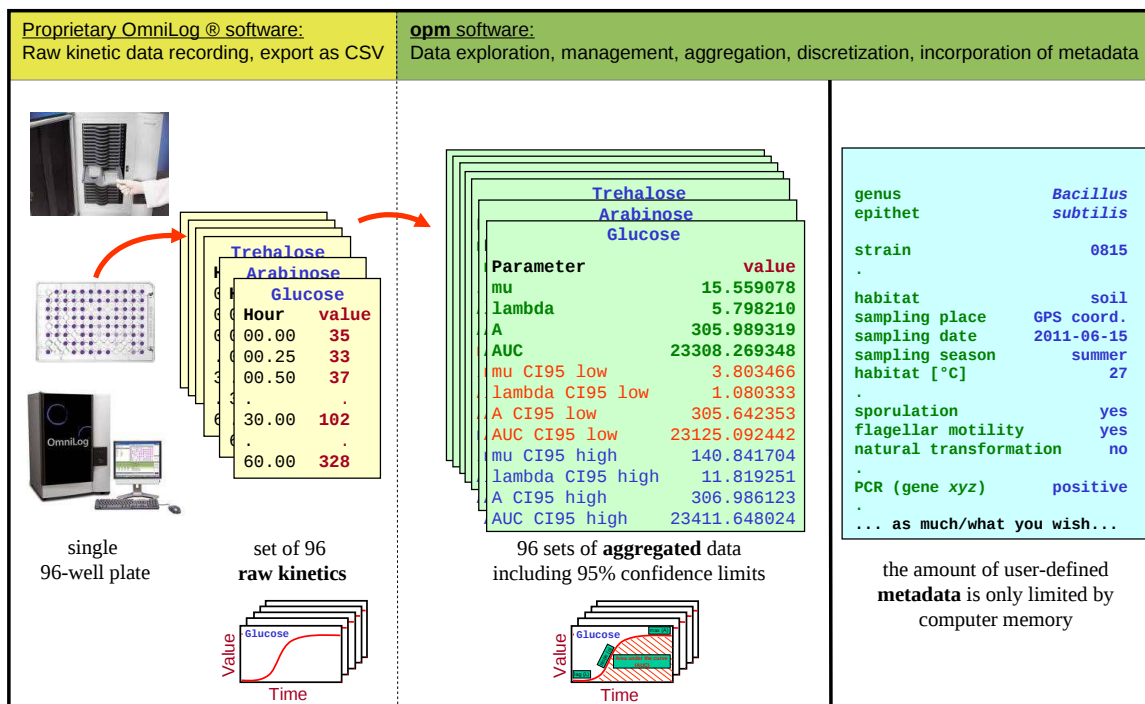 Proprietary OmniLog ® software:
Raw kinetic data recording, export as CSV
opm software:
Data exploration, management, aggregation, discretization, incorporation of metadata
OmniLog
single
96-well plate
Trehalose
Arabinose
Glucose
Hour value
00.00 35
00.25 33
00.50 37
. .
30.00 102
. .
60.00 328
set of 96
raw kinetics
Glucose
Value
Time
Trehalose
Arabinose
Glucose
Parameter value
mu 15.559078
lambda 5.798210
A 305.989319
AUC 23308.269348
mu CI95 low 3.803466
lambda CI95 low 1.080333
A CI95 low 305.642353
AUC CI95 low 23125.092442
mu CI95 high 140.841704
lambda CI95 high 11.819251
A CI95 high 306.986123
AUC CI95 high 23411.648024
96 sets of aggregated data
including 95% confidence limits
Glucose
Value
Time
genus Bacillus
epithet subtilis
strain 0815
.
habitat soil
sampling place GPS coord.
sampling date 2011-06-15
sampling season summer
habitat [°C] 27
.
sporulation yes
flagellar motility yes
natural transformation no
.
PCR (gene xyz) positive
.
... as much/what you wish...
the amount of user-defined
metadata is only limited by
computer memory